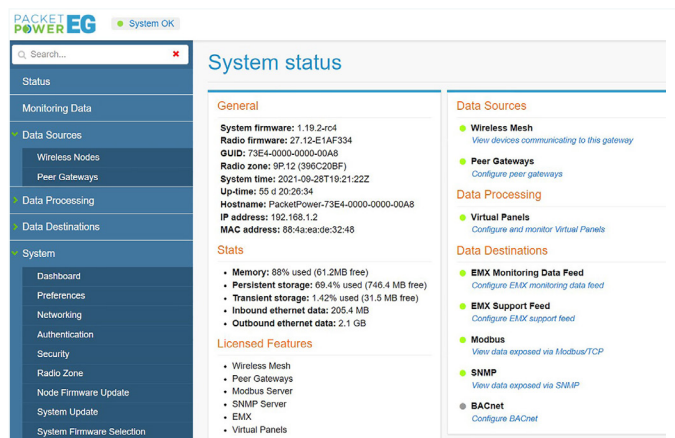 PACKET
POWER EG
System OK
Search...
Status
Monitoring Data
Data Sources
Wireless Nodes
Peer Gateways
Data Processing
Data Destinations
System
Dashboard
Preferences
Networking
Authentication
Security
Radio Zone
Node Firmware Update
System Update
System Firmware Selection
System status
General
System firmware: 1.19.2-rc4
Radio firmware: 27.12-E1AF334
GUID: 73E4-0000-0000-00A8
Radio zone: 9P.12 (396C20BF)
System time: 2021-09-28T19:21:22Z
Up-time: 55 d 20:26:34
Hostname: PacketPower-73E4-0000-0000-00A8
IP address: 192.168.1.2
MAC address: 88:4a:ea:de:32:48
Stats
• Memory: 88% used (61.2MB free)
• Persistent storage: 69.4% used (746.4 MB free)
• Transient storage: 1.42% used (31.5 MB free)
• Inbound ethernet data: 205.4 MB
• Outbound ethernet data: 2.1 GB
Licensed Features
• Wireless Mesh
• Peer Gateways
• Modbus Server
• SNMP Server
• EMX
• Virtual Panels
Data Sources
Wireless Mesh
View devices communicating to this gateway
Peer Gateways
Configure peer gateways
Data Processing
Virtual Panels
Configure and monitor Virtual Panels
Data Destinations
EMX Monitoring Data Feed
Configure EMX monitoring data feed
EMX Support Feed
Configure EMX support feed
Modbus
View data exposed via Modbus/TCP
SNMP
View data exposed via SNMP
BACnet
Configure BACnet